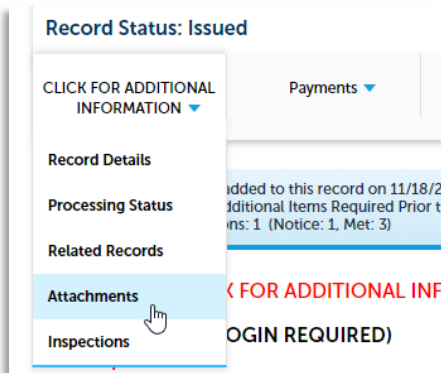 Record Status: Issued
CLICK FOR ADDITIONAL
INFORMATION
Payments
Record Details
added to this record on 11/18/2
Processing Status
dditional Items Required Prior t
ns: 1 (Notice: 1, Met: 3)
Related Records
Attachments
FOR ADDITIONAL INF
Inspections
OGIN REQUIRED)